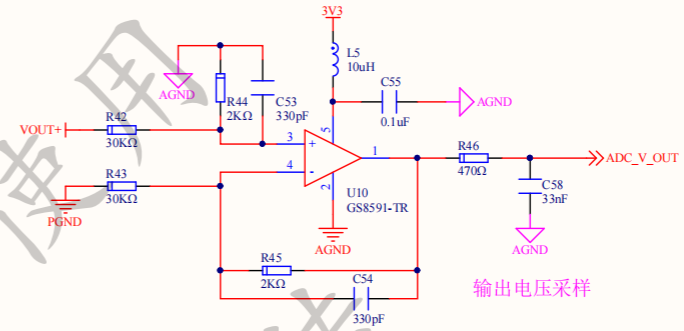 3V3
L5
10uH
AGND
R44
2KΩ
C53
330pF
C55
0.1uF
AGND
VOUT+
R42
30KΩ
3
+
5
1
4
-
2
U10
GS8591-TR
R43
30KΩ
PGND
AGND
R46
470Ω
ADC_V_OUT
C58
33nF
AGND
R45
2KΩ
C54
330pF
输出电压采样
使用